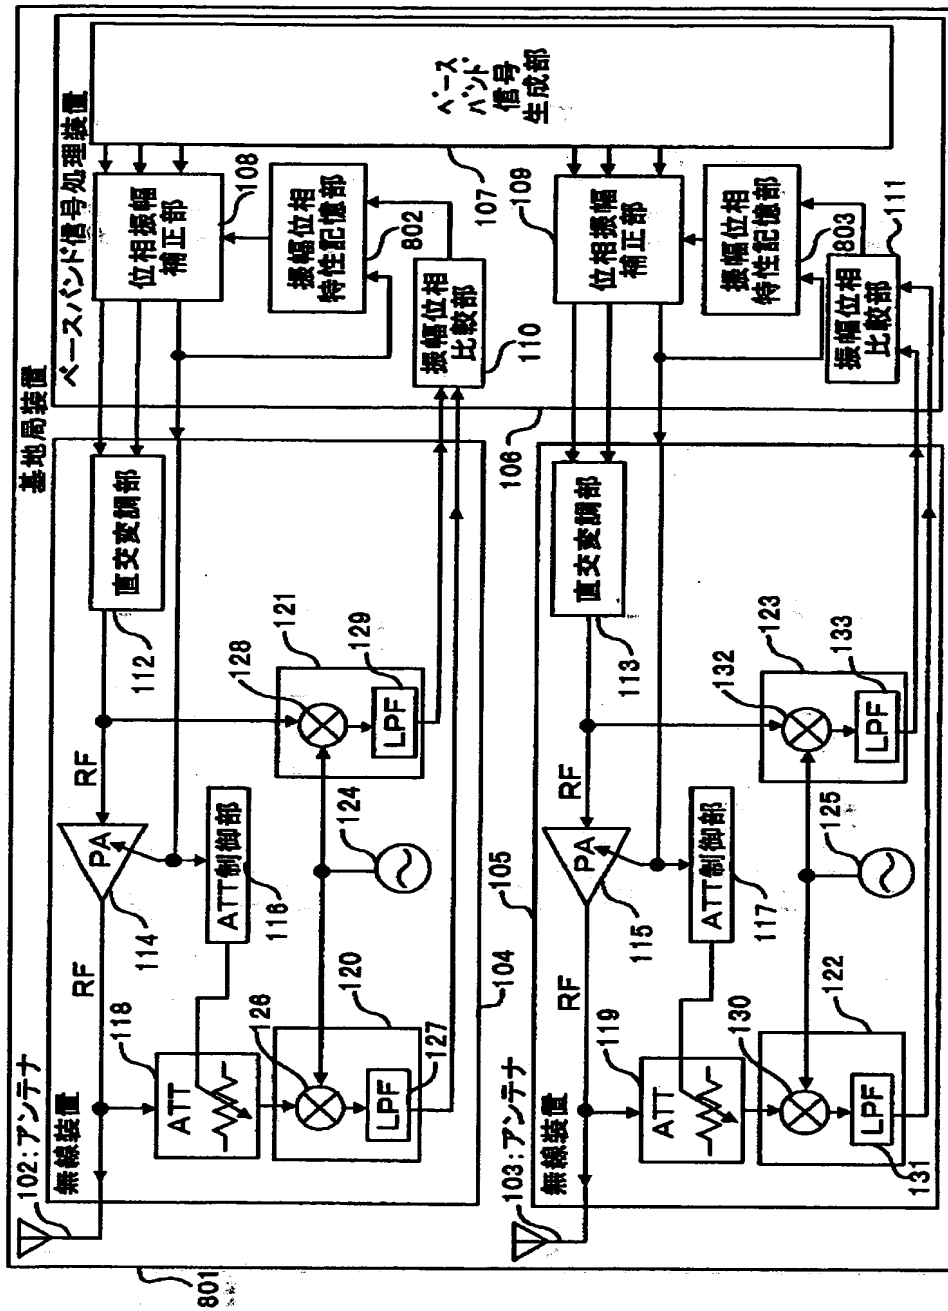 801
基地局装置
102:アンテナ
無線装置
118
ATT
RF
114
PA
RF
112
直交変調部
116
ATT制御部
126
120
LPF
127
124
128
121
LPF
129
104
ベースバンド信号処理装置
位相振幅
補正部
108
振幅位相
特性記憶部
802
振幅位相
比較部
110
106
107
ベース
バンド
信号
生成部
103:アンテナ
無線装置
119
ATT
RF
115
PA
RF
113
直交変調部
117
ATT制御部
130
122
LPF
131
125
132
123
LPF
133
105
位相振幅
補正部
109
振幅位相
特性記憶部
803
振幅位相
比較部
111